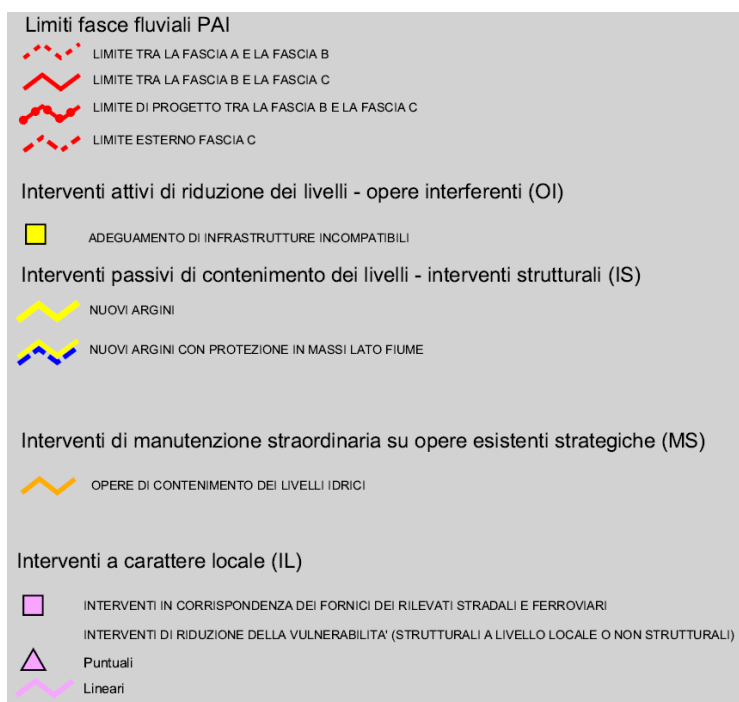 Limiti fasce fluviali PAI
LIMITE TRA LA FASCIA A E LA FASCIA B
LIMITE TRA LA FASCIA B E LA FASCIA C
LIMITE DI PROGETTO TRA LA FASCIA B E LA FASCIA C
LIMITE ESTERNO FASCIA C
Interventi attivi di riduzione dei livelli - opere interferenti (OI)
ADEGUAMENTO DI INFRASTRUTTURE INCOMPATIBILI
Interventi passivi di contenimento dei livelli - interventi strutturali (IS)
NUOVI ARGINI
NUOVI ARGINI CON PROTEZIONE IN MASSI LATO FIUME
Interventi di manutenzione straordinaria su opere esistenti strategiche (MS)
OPERE DI CONTENIMENTO DEI LIVELLI IDRICI
Interventi a carattere locale (IL)
INTERVENTI IN CORRISPONDENZA DEI FORNICI DEI RILEVATI STRADALI E FERROVIARI
INTERVENTI DI RIDUZIONE DELLA VULNERABILITA' (STRUTTURALI A LIVELLO LOCALE O NON STRUTTURALI)
Puntuali
Lineari